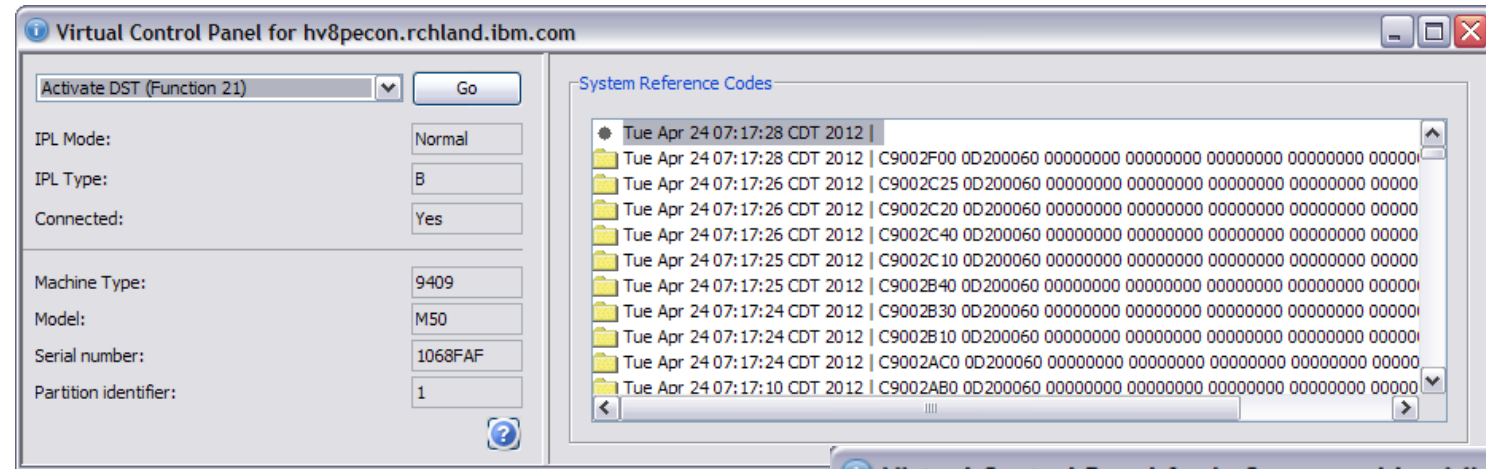 Virtual Control Panel for hv8pecon.rchland.ibm.com
Activate DST (Function 21)
Go
IPL Mode:
Normal
IPL Type:
B
Connected:
Yes
Machine Type:
9409
Model:
M50
Serial number:
1068FAF
Partition identifier:
1
System Reference Codes
Tue Apr 24 07:17:28 CDT 2012 |
Tue Apr 24 07:17:28 CDT 2012 | C9002F00 0D200060 00000000 00000000 00000000 00000000 00000
Tue Apr 24 07:17:26 CDT 2012 | C9002C25 0D200060 00000000 00000000 00000000 00000000 00000
Tue Apr 24 07:17:26 CDT 2012 | C9002C20 0D200060 00000000 00000000 00000000 00000000 00000
Tue Apr 24 07:17:26 CDT 2012 | C9002C40 0D200060 00000000 00000000 00000000 00000000 00000
Tue Apr 24 07:17:25 CDT 2012 | C9002C10 0D200060 00000000 00000000 00000000 00000000 00000
Tue Apr 24 07:17:25 CDT 2012 | C9002B40 0D200060 00000000 00000000 00000000 00000000 00000
Tue Apr 24 07:17:24 CDT 2012 | C9002B30 0D200060 00000000 00000000 00000000 00000000 00000
Tue Apr 24 07:17:24 CDT 2012 | C9002B10 0D200060 00000000 00000000 00000000 00000000 00000
Tue Apr 24 07:17:24 CDT 2012 | C9002AC0 0D200060 00000000 00000000 00000000 00000000 00000
Tue Apr 24 07:17:10 CDT 2012 | C9002AB0 0D200060 00000000 00000000 00000000 00000000 00000